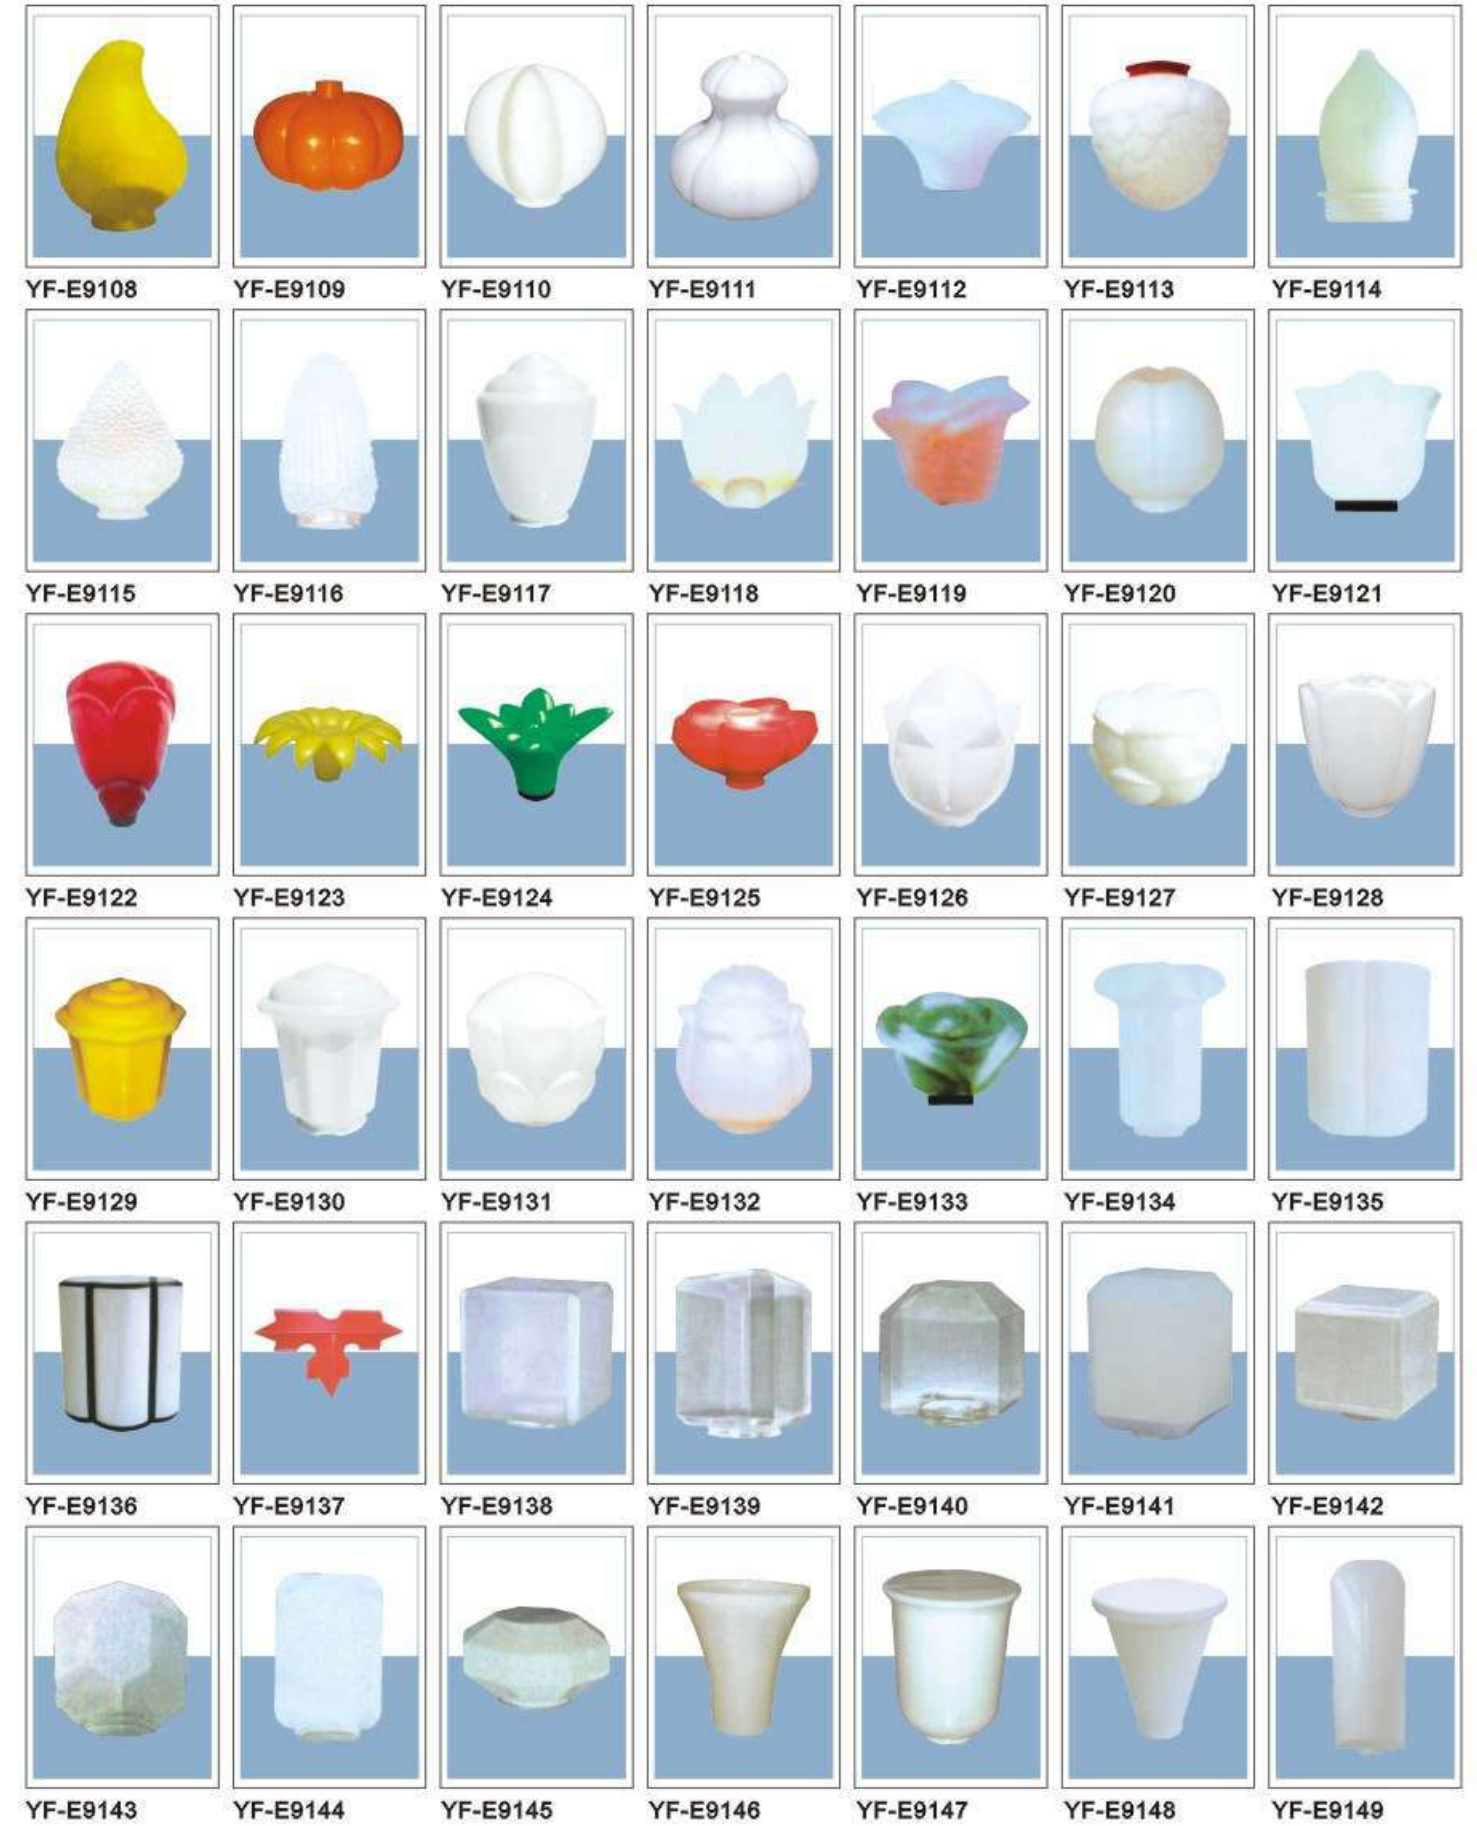 YF-E9108 YF-E9109 YF-E9110 YF-E9111 YF-E9112 YF-E9113 YF-E9114
YF-E9115 YF-E9116 YF-E9117 YF-E9118 YF-E9119 YF-E9120 YF-E9121
YF-E9122 YF-E9123 YF-E9124 YF-E9125 YF-E9126 YF-E9127 YF-E9128
YF-E9129 YF-E9130 YF-E9131 YF-E9132 YF-E9133 YF-E9134 YF-E9135
YF-E9136 YF-E9137 YF-E9138 YF-E9139 YF-E9140 YF-E9141 YF-E9142
YF-E9143 YF-E9144 YF-E9145 YF-E9146 YF-E9147 YF-E9148 YF-E9149